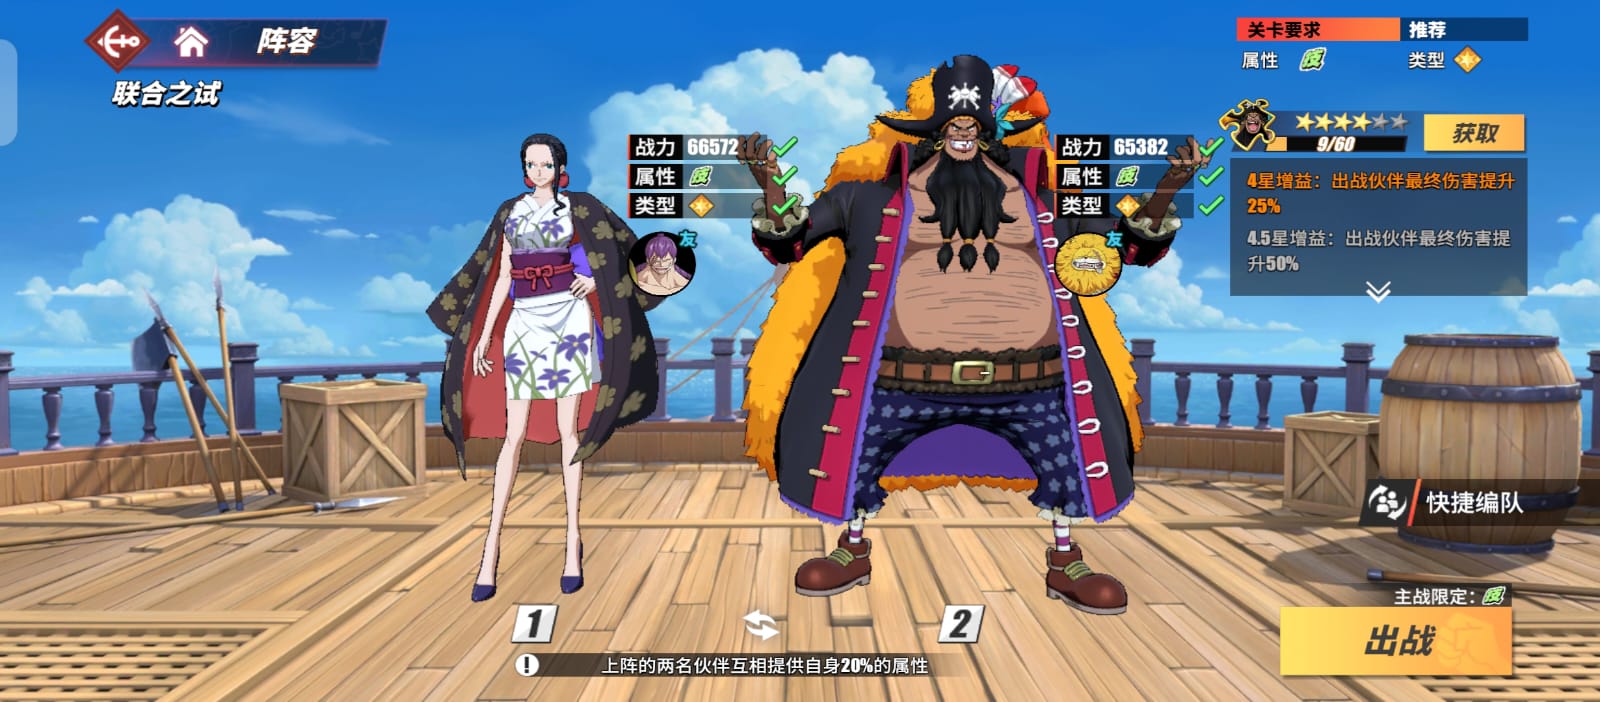 阵容
联合之试
关卡要求
推荐
属性 技
类型
9/60
获取
4星增益：出战伙伴最终伤害提升
25%
4.5星增益：出战伙伴最终伤害提
升50%
战力 66572
属性 技
类型
友
战力 65382
属性 技
类型
友
快捷编队
主战限定：技
出战
1
2
上阵的两名伙伴互相提供自身20%的属性